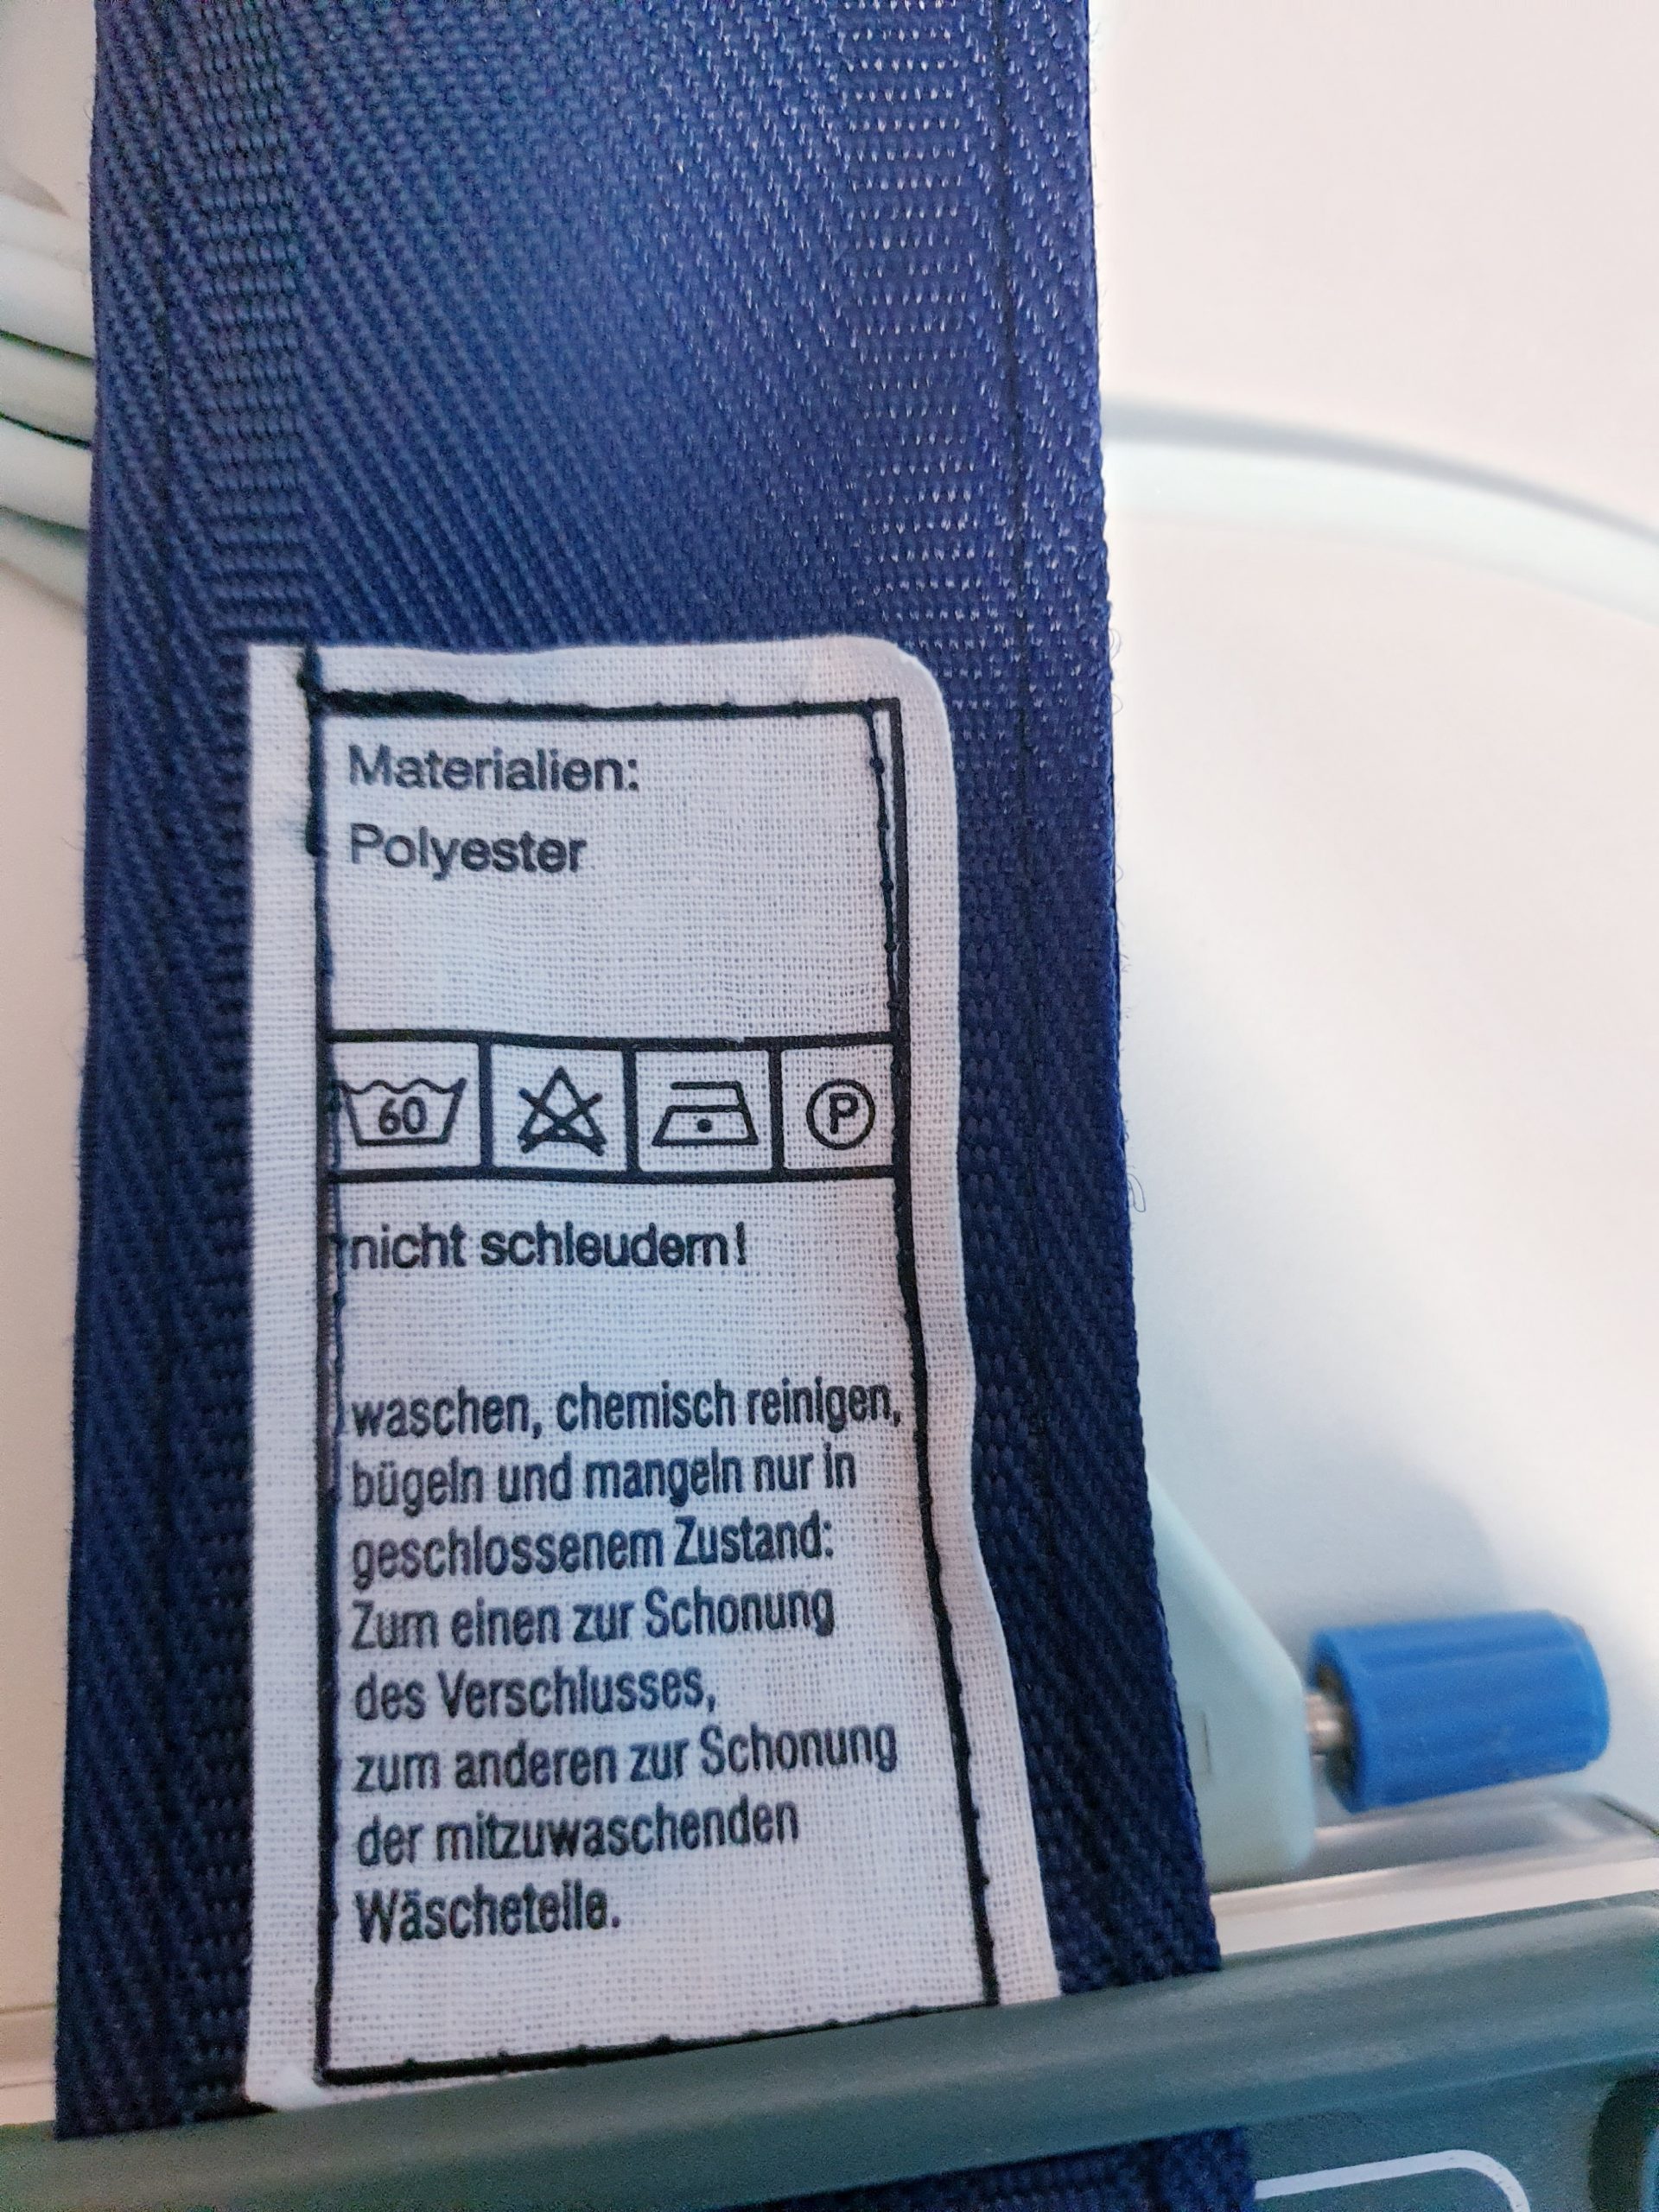 Materialien:
Polyester
60 P
nicht schleudern!
waschen, chemisch reinigen,
bügeln und mangeln nur in
geschlossenem Zustand:
Zum einen zur Schonung
des Verschlusses,
zum anderen zur Schonung
der mitzuwaschenden
Wäscheteile.